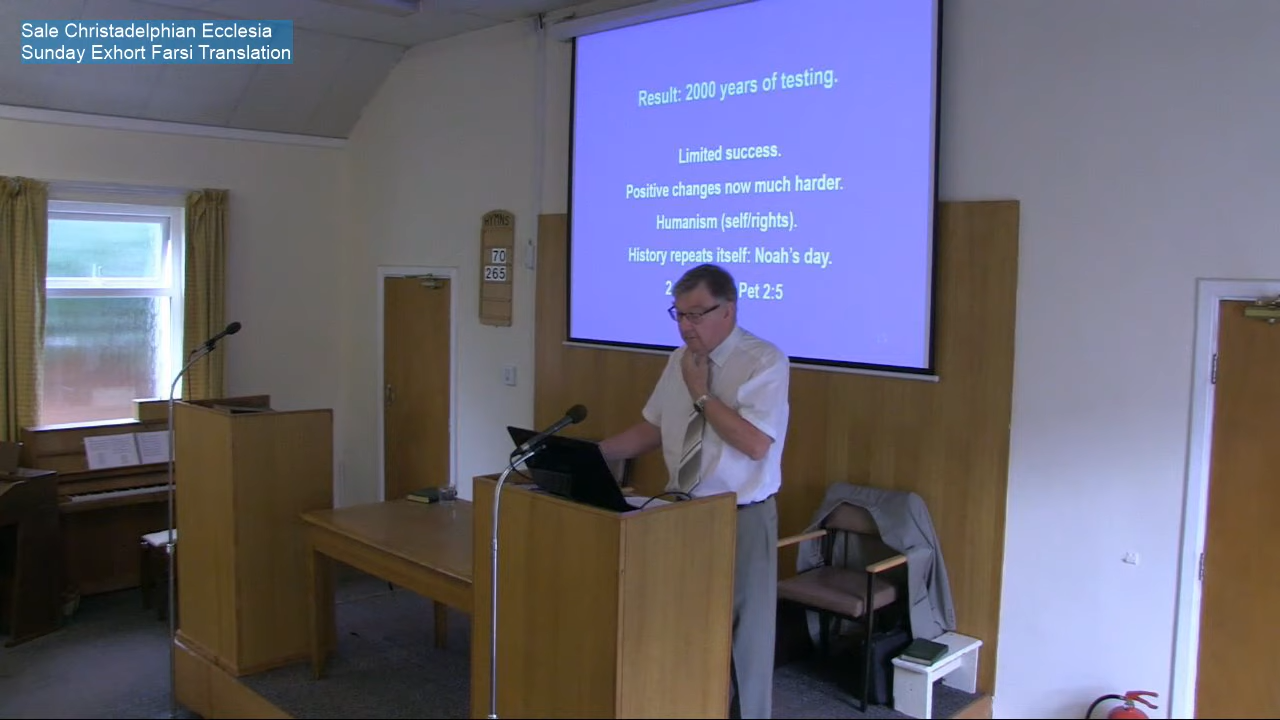 Sale Christadelphian Ecclesia
Sunday Exhort Farsi Translation
Result: 2000 years of testing.
Limited success.
Positive changes now much harder.
Humanism (self/rights).
History repeats itself: Noah's day.
2 Pet 2:5
HYMNS
70
265